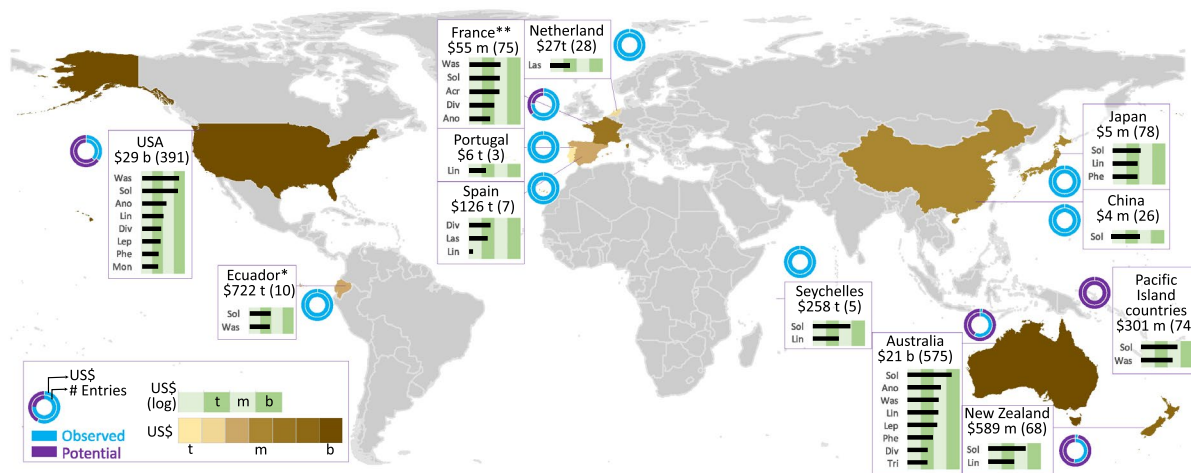 France**
$55 m (75)
Was
Sol
Acr
Div
Ano
Netherland
$27t (28)
Las
USA
$29 b (391)
Was
Sol
Ano
Lin
Div
Lep
Phe
Mon
Portugal
$6 t (3)
Lin
Spain
$126 t (7)
Div
Las
Lin
Japan
$5 m (78)
Sol
Lin
Phe
China
$4 m (26)
Sol
Ecuador*
$722 t (10)
Sol
Was
Seychelles
$258 t (5)
Sol
Lin
Pacific
Island
countries
$301 m (74
Sol
Was
Australia
$21 b (575)
Sol
Ano
Was
Lin
Lep
Phe
Div
Tri
New Zealand
$589 m (68)
Sol
Lin
US$
# Entries
Observed
Potential
US$
(log)
t m b
US$
t m b